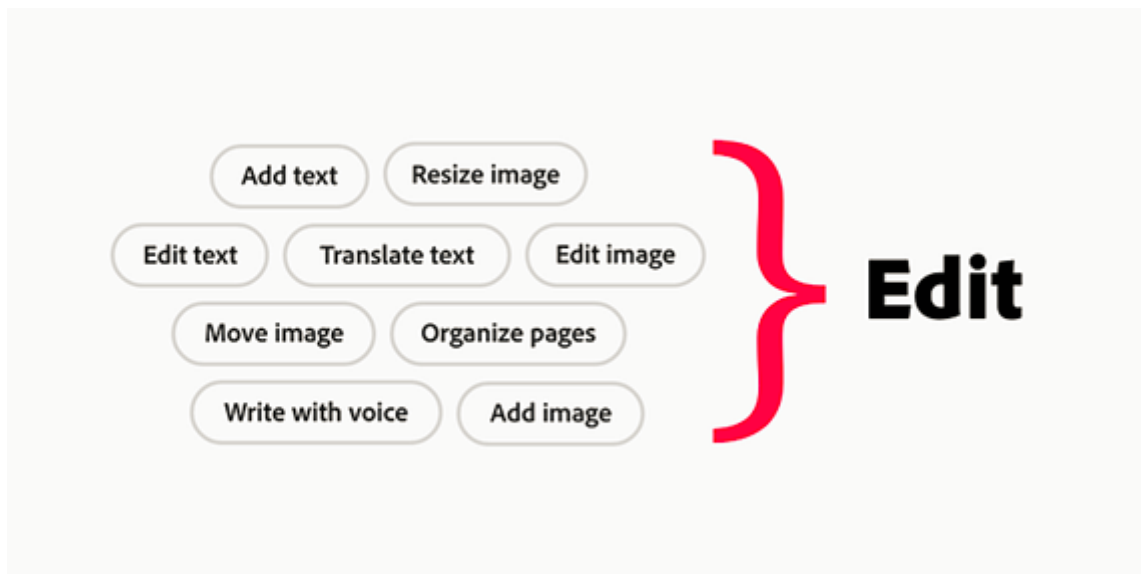 Add text
Resize image
Edit text
Translate text
Edit image
Move image
Organize pages
Write with voice
Add image
Edit